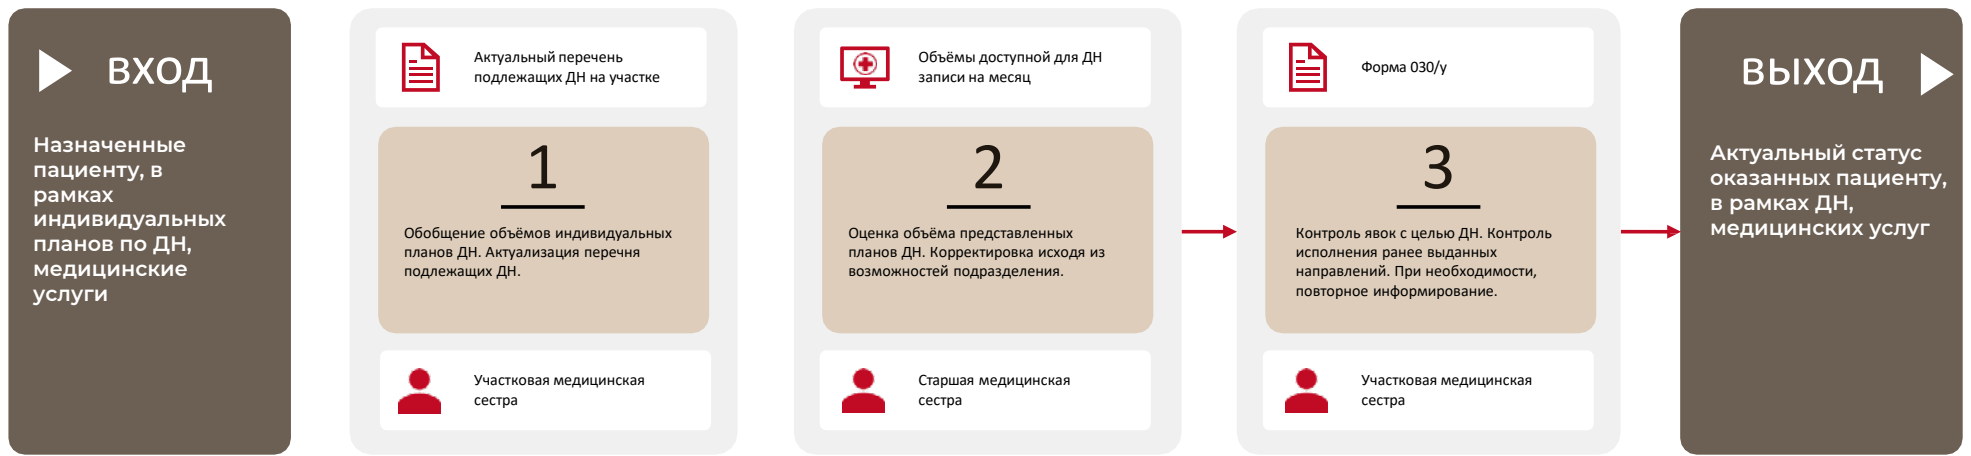 ВХОД
Назначенные
пациенту, в
рамках
индивидуальных
планов по ДН,
медицинские
услуги
Актуальный перечень
подлежащих ДН на участке
1
Обобщение объёмов индивидуальных
планов ДН. Актуализация перечня
подлежащих ДН.
Участковая медицинская
сестра
Объёмы доступной для ДН
записи на месяц
2
Оценка объёма представленных
планов ДН. Корректировка исходя из
возможностей подразделения.
Старшая медицинская
сестра
Форма 030/у
3
Контроль явок с целью ДН. Контроль
исполнения ранее выданных
направлений. При необходимости,
повторное информирование.
Участковая медицинская
сестра
ВЫХОД
Актуальный статус
оказанных пациенту,
в рамках ДН,
медицинских услуг